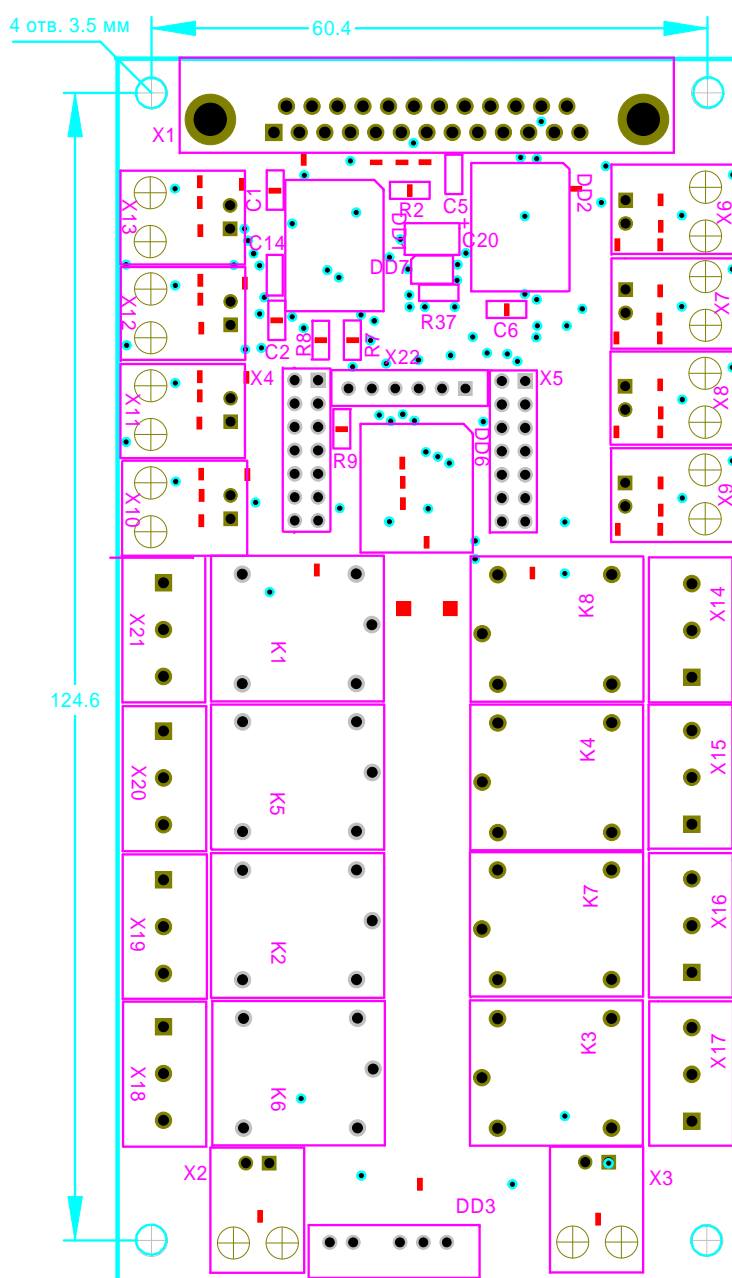 4 отв. 3.5 мм
60.4
X1
X13
C1
R2
C5
DD2
X6
C14
DD1
C20
DD7
X12
R37
C6
X7
C2
R8
R7
X22
X4
X5
X8
X11
R9
DD6
X10
X9
X21
K1
K8
X14
124.6
X20
K5
K4
X15
X19
K2
K7
X16
X18
K6
K3
X17
X2
X3
DD3